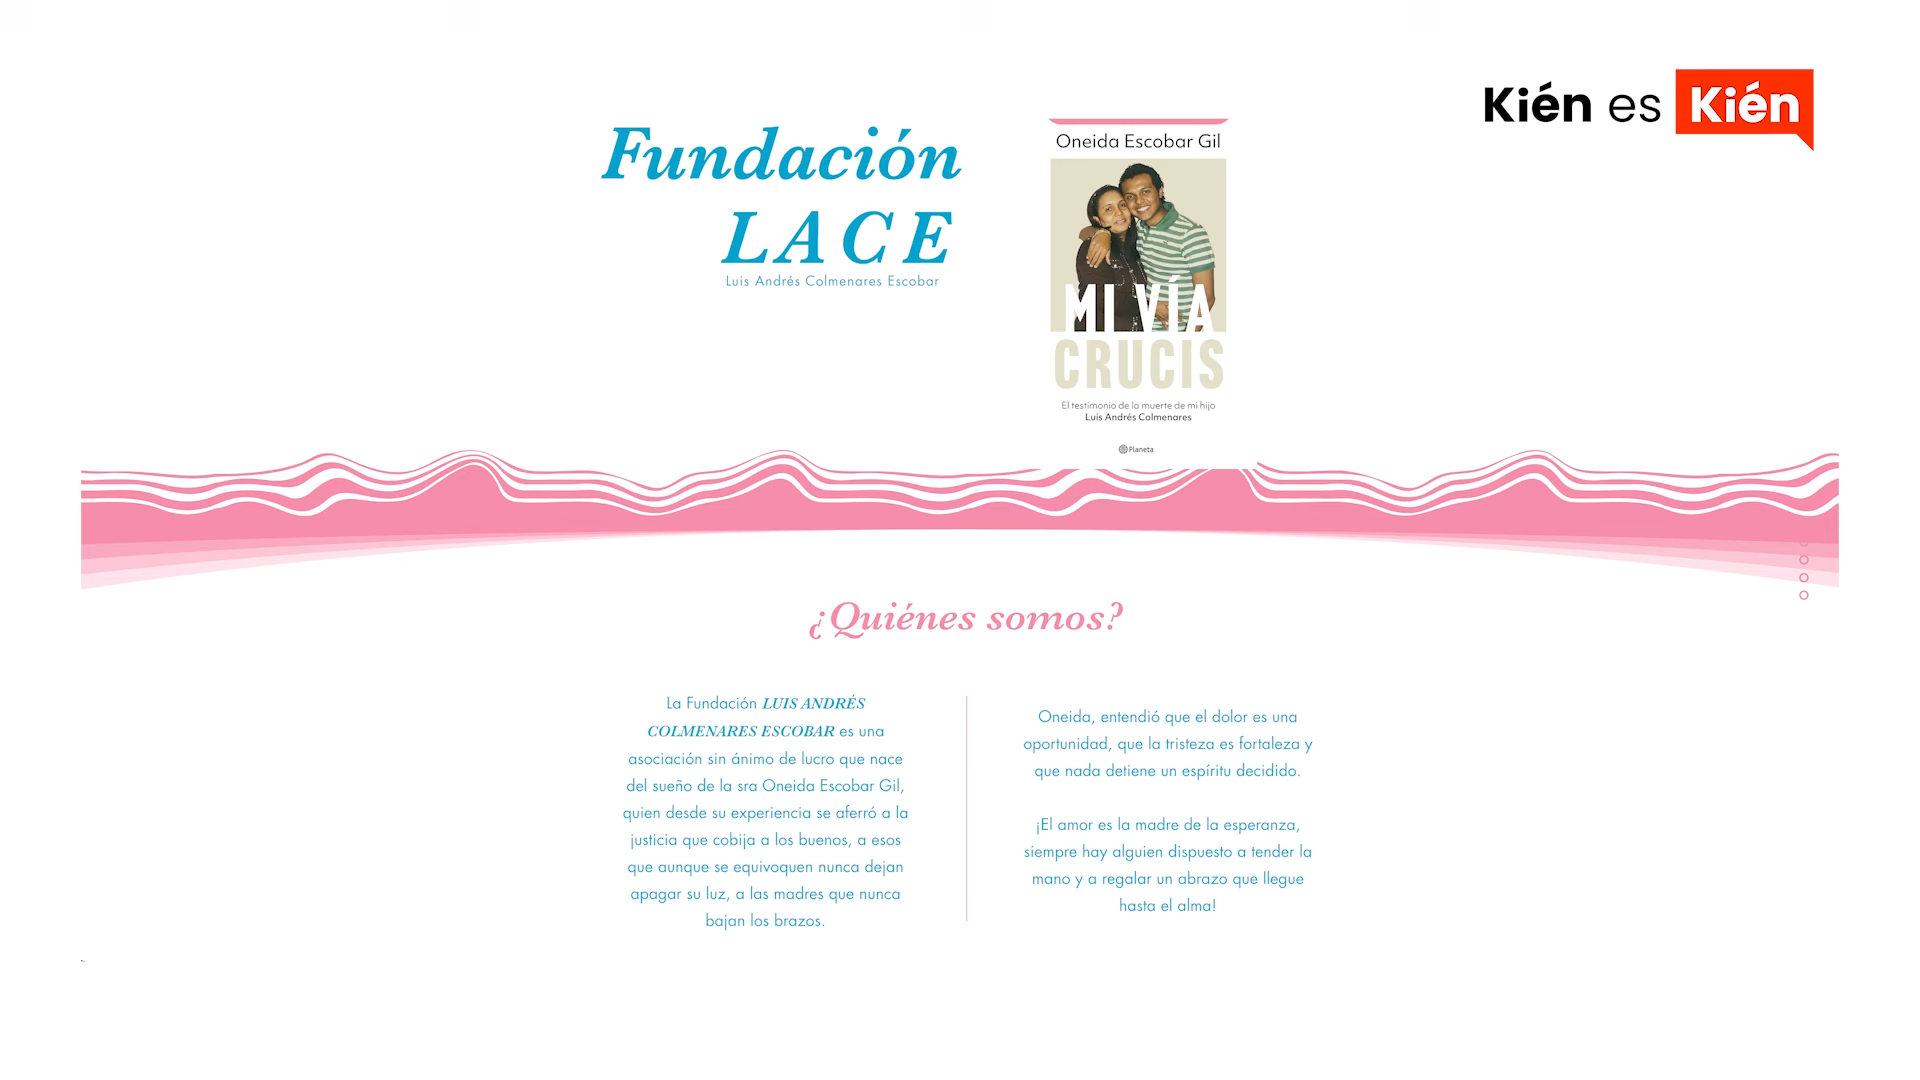 Kién es Kién
Fundación
LACE
Luis Andrés Colmenares Escobar
Oneida Escobar Gil
MI VÍA
CRUCIS
El testimonio de la muerte de mi hijo
Luis Andrés Colmenares
Planeta
¿Quiénes somos?
La Fundación LUIS ANDRÉS
COLMENARES ESCOBAR es una
asociación sin ánimo de lucro que nace
del sueño de la sra Oneida Escobar Gil,
quien desde su experiencia se aferró a la
justicia que cobija a los buenos, a esos
que aunque se equivoquen nunca dejan
apagar su luz, a las madres que nunca
bajan los brazos.
Oneida, entendió que el dolor es una
oportunidad, que la tristeza es fortaleza y
que nada detiene un espíritu decidido.
¡El amor es la madre de la esperanza,
siempre hay alguien dispuesto a tender la
mano y a regalar un abrazo que llegue
hasta el alma!